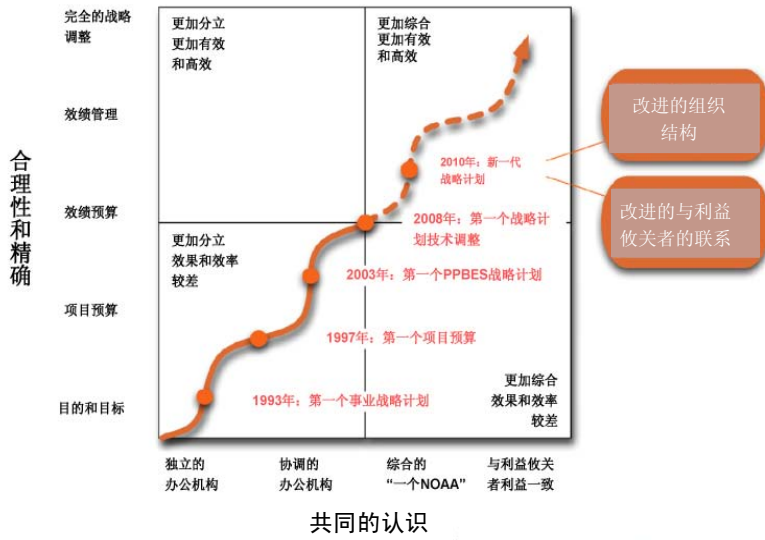 完全的战略
调整
效绩管理
合理性和精确
效绩预算
项目预算
目的和目标
更加分立
更加有效
和高效
更加综合
更加有效
和高效
2010年：新一代
战略计划
改进的组织
结构
改进的与利益
攸关者的联系
2008年：第一个战略计
划技术调整
更加分立
效果和效率
较差
2003年：第一个PPBES战略计划
1997年：第一个项目预算
1993年：第一个事业战略计划
更加综合
效果和效率
较差
独立的
办公机构
协调的
办公机构
综合的
“一个NOAA”
与利益攸关
者利益一致
共同的认识